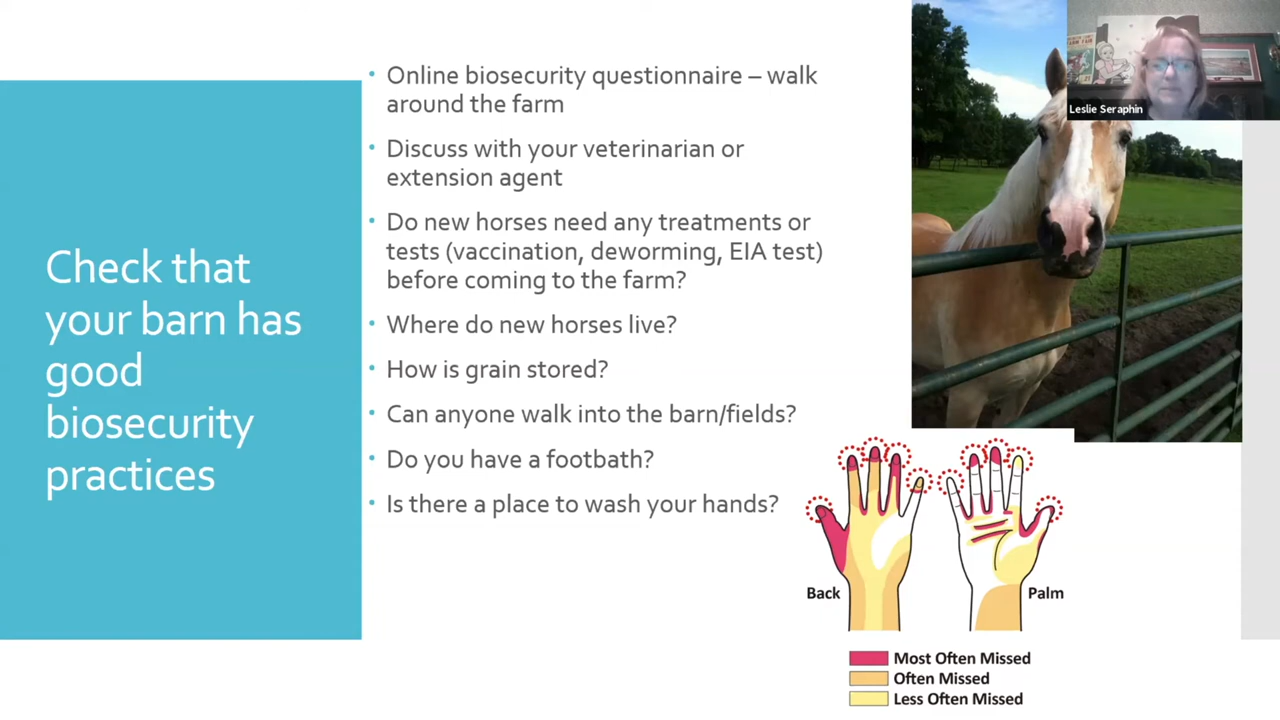 Check that
your barn has
good
biosecurity
practices
• Online biosecurity questionnaire – walk
around the farm
• Discuss with your veterinarian or
extension agent
• Do new horses need any treatments or
tests (vaccination, deworming, EIA test)
before coming to the farm?
• Where do new horses live?
• How is grain stored?
• Can anyone walk into the barn/fields?
• Do you have a footbath?
• Is there a place to wash your hands?
Leslie Seraphin
Back
Palm
Most Often Missed
Often Missed
Less Often Missed